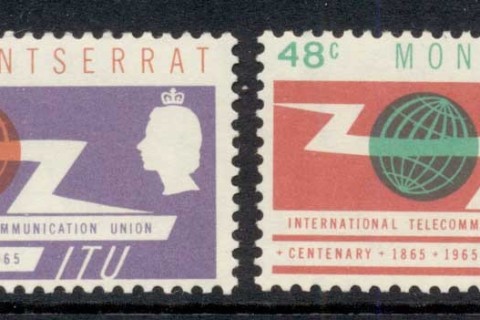 NTSERRAT
MMUNICATION UNION
65
ITU
48c
MON
INTERNATIONAL TELECOMM
+ CENTENARY + 1865 + 1965